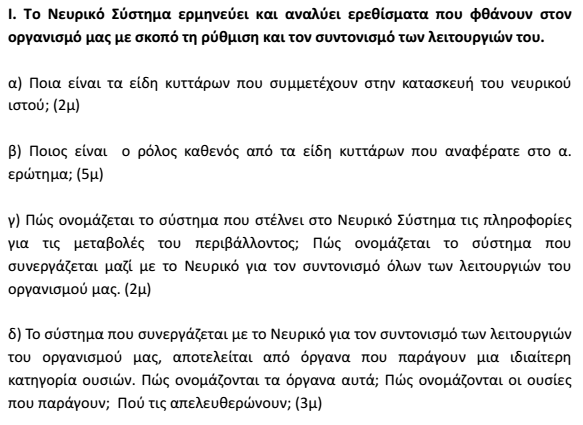 Ι. Το Νευρικό Σύστημα ερμηνεύει και αναλύει ερεθίσματα που φθάνουν στον
οργανισμό μας με σκοπό τη ρύθμιση και τον συντονισμό των λειτουργιών του.
α) Ποια είναι τα είδη κυττάρων που συμμετέχουν στην κατασκευή του νευρικού
ιστού; (2μ)
β) Ποιος είναι ο ρόλος καθενός από τα είδη κυττάρων που αναφέρατε στο α.
ερώτημα; (5μ)
γ) Πώς ονομάζεται το σύστημα που στέλνει στο Νευρικό Σύστημα τις πληροφορίες
για τις μεταβολές του περιβάλλοντος; Πώς ονομάζεται το σύστημα που
συνεργάζεται μαζί με το Νευρικό για τον συντονισμό όλων των λειτουργιών του
οργανισμού μας. (2μ)
δ) Το σύστημα που συνεργάζεται με το Νευρικό για τον συντονισμό των λειτουργιών
του οργανισμού μας, αποτελείται από όργανα που παράγουν μια ιδιαίτερη
κατηγορία ουσιών. Πώς ονομάζονται τα όργανα αυτά; Πώς ονομάζονται οι ουσίες
που παράγουν; Πού τις απελευθερώνουν; (3μ)